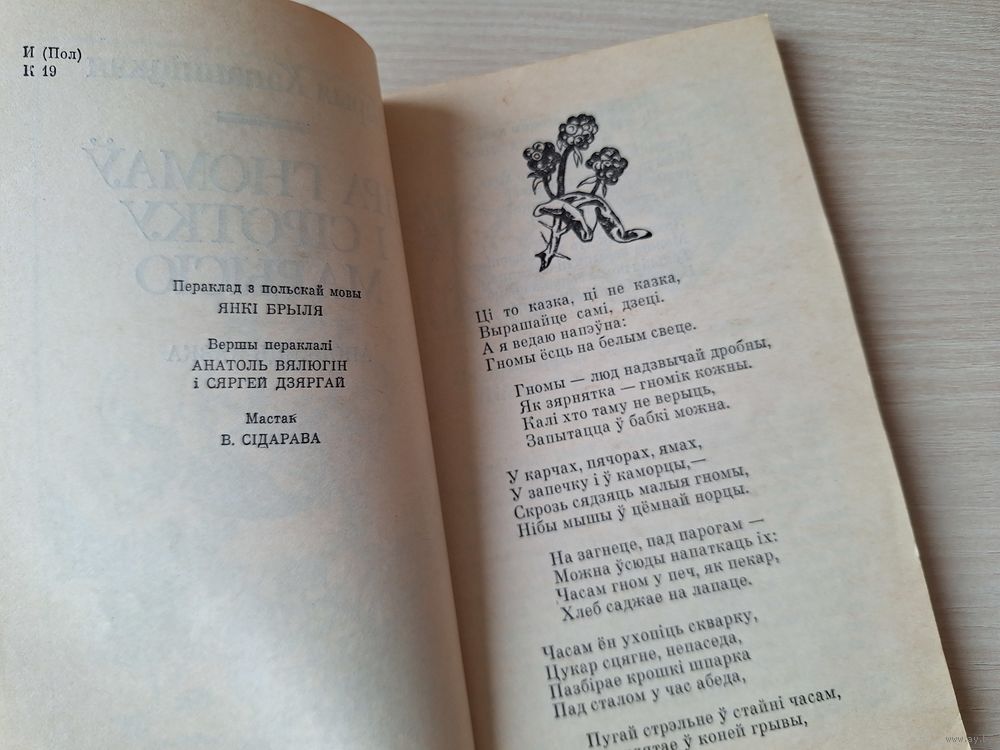 И (Пол)
К 19
Пераклад з польскай мовы
ЯНКІ БРЫЛЯ
Вершы пераклалі
АНАТОЛЬ ВЯЛЮГІН
і СЯРГЕЙ ДЗЯРГАЙ
Мастак
В. СІДАРАВА
Ці то казка, ці не казка,
Вырашайце самі, дзеці.
А я ведаю напэўна:
Гномы ёсць на белым свеце.
Гномы — люд надзвычай дробны,
Як зярнятка — гномік кожны.
Калі хто таму не верыць,
Запытацца ў бабкі можна.
У карчах, пячорах, ямах,
У запечку і ў каморцы,—
Скрозь сядзяць малыя гномы,
Нібы мышы ў цёмнай норцы.
На загнеце, пад парогам —
Можна ўсюды напаткаць іх:
Часам гном у печ, як пекар,
Хлеб саджае на лапаце.
Часам ён ухопіць скварку,
Цукар сцягне, непаседа,
Пазбірае крошкі шпарка
Пад сталом у час абеда,
Пугай стрэльне ў стайні часам,
ў коней грывы,